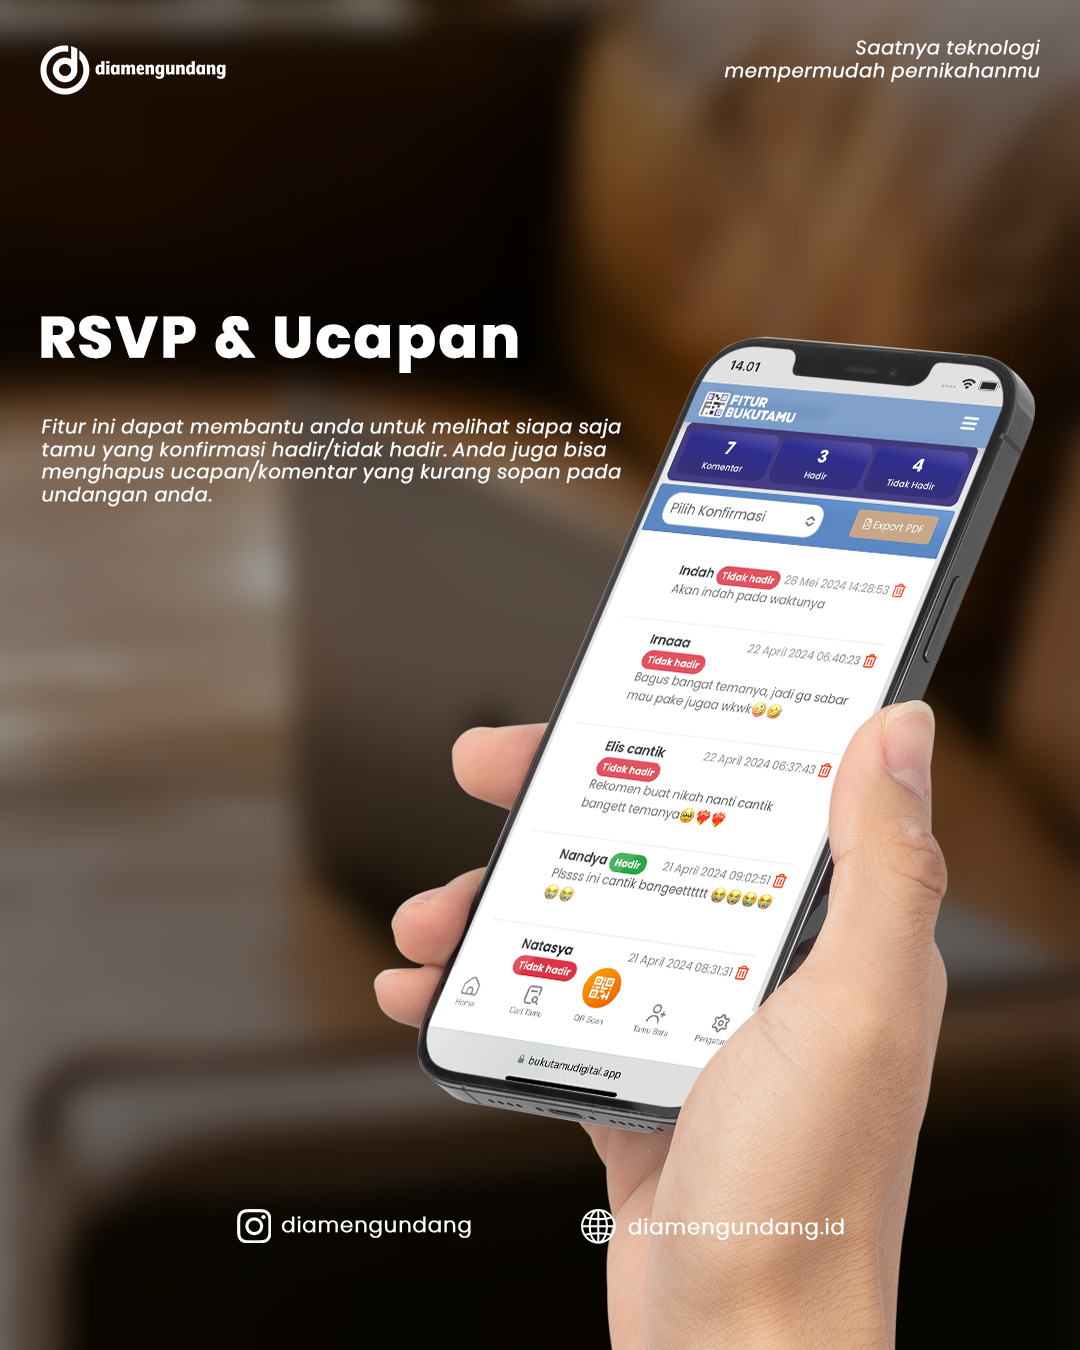 diamengundang
Saatnya teknologi
mempermudah pernikahanmu
RSVP & Ucapan
Fitur ini dapat membantu anda untuk melihat siapa saja
tamu yang konfirmasi hadir/tidak hadir. Anda juga bisa
menghapus ucapan/komentar yang kurang sopan pada
undangan anda.
14.01
FITUR
BUKUTAMU
7
Komentar
3
Hadir
4
Tidak Hadir
Pilih Konfirmasi
Export PDF
Indah Tidak hadir 28 Mei 2024 14:28:53
Akan indah pada waktunya
Irnaaa 22 April 2024 06:40:23
Tidak hadir
Bagus bangat temanya, jadi ga sabar
mau pake jugaa wkwk🤪🤣
Elis cantik 22 April 2024 06:37:43
Tidak hadir
Rekomen buat nikah nanti cantik
bangett temanya🥹❤️‍🔥❤️‍🔥
Nandya Hadir 21 April 2024 09:02:51
Plssss ini cantik bangeetttttt 😭😭😭😭
😭😭
Natasya 21 April 2024 08:31:31
Tidak hadir
Home
Cari Tamu
QR Scan
Tamu Baru
bukutamudigital.app
diamengundang
diamengundang.id